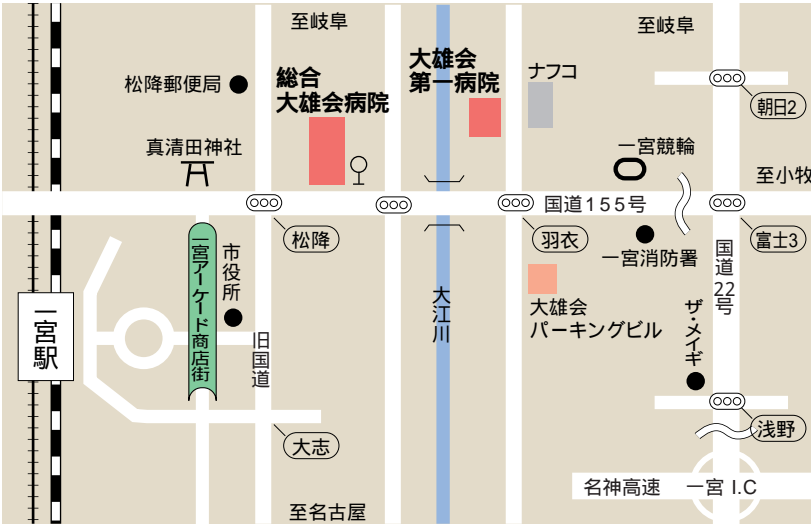 至岐阜
至岐阜
松降郵便局
総合
大雄会病院
大雄会
第一病院
ナフコ
朝日2
真清田神社
一宮競輪
至小牧
国道155号
松降
羽衣
富士3
一宮消防署
一宮アーケード商店街
市役所
旧国道
大江川
大雄会
パーキングビル
国道22号
ザ・メイギ
一宮駅
大志
浅野
名神高速
一宮 I.C
至名古屋